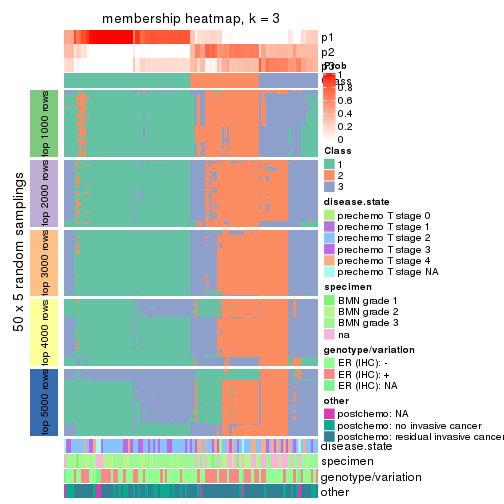 membership heatmap, k = 3
p1
p2
p3
Prob
1
0.8
0.6
0.4
0.2
0
Class
Class
1
2
3
disease.state
prechemo T stage 0
prechemo T stage 1
prechemo T stage 2
prechemo T stage 3
prechemo T stage 4
prechemo T stage NA
specimen
BMN grade 1
BMN grade 2
BMN grade 3
na
genotype/variation
ER (IHC): -
ER (IHC): +
ER (IHC): NA
other
postchemo: NA
postchemo: no invasive cancer
postchemo: residual invasive cancer
50 x 5 random samplings
top 1000 rows
top 2000 rows
top 3000 rows
top 4000 rows
top 5000 rows
disease.state
specimen
genotype/variation
other